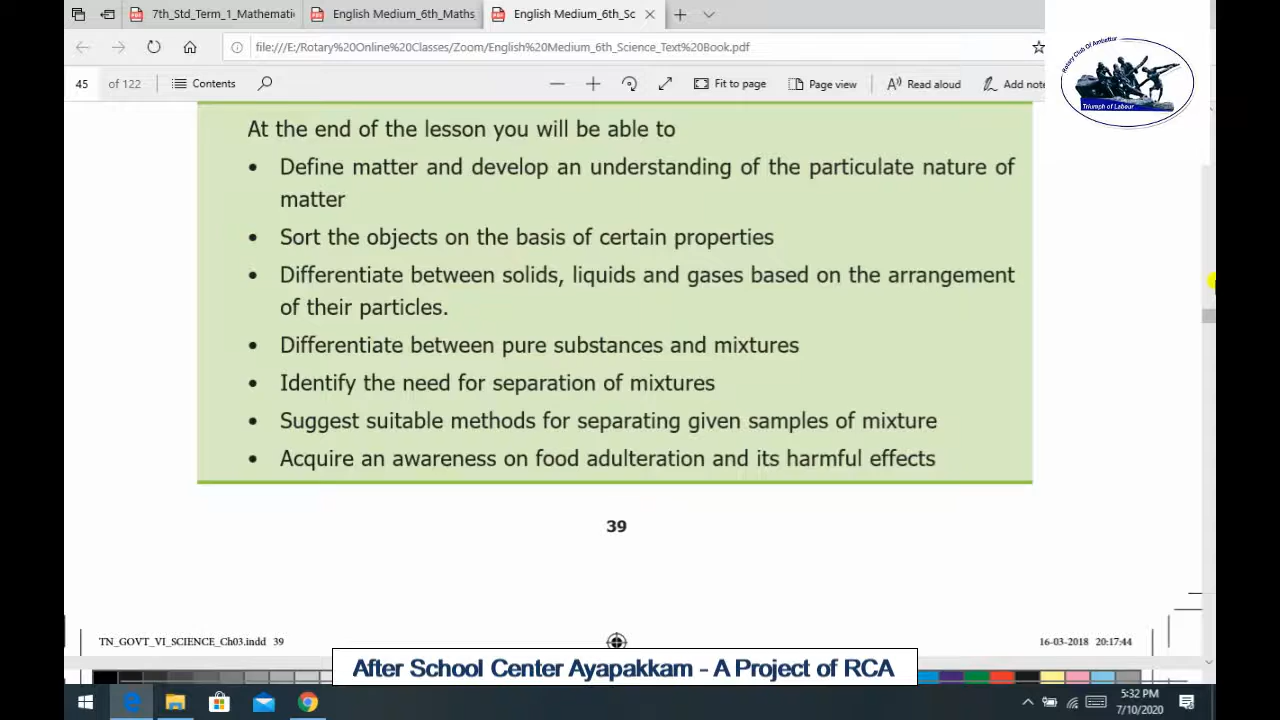 7th_Std_Term_1_Mathemati
English Medium_6th_Maths
English Medium_6th_Sc
file:///E:/Rotary%20Online%20Classes/Zoom/English%20Medium_6th_Science_Text%20Book.pdf
45 of 122 Contents Fit to page Page view Read aloud Add note
Rotary Club Of Ambattur
Triumph of Labour
At the end of the lesson you will be able to
• Define matter and develop an understanding of the particulate nature of
matter
• Sort the objects on the basis of certain properties
• Differentiate between solids, liquids and gases based on the arrangement
of their particles.
• Differentiate between pure substances and mixtures
• Identify the need for separation of mixtures
• Suggest suitable methods for separating given samples of mixture
• Acquire an awareness on food adulteration and its harmful effects
39
TN_GOVT_VI_SCIENCE_Ch03.indd 39
16-03-2018 20:17:44
After School Center Ayapakkam - A Project of RCA
5:32 PM
7/10/2020